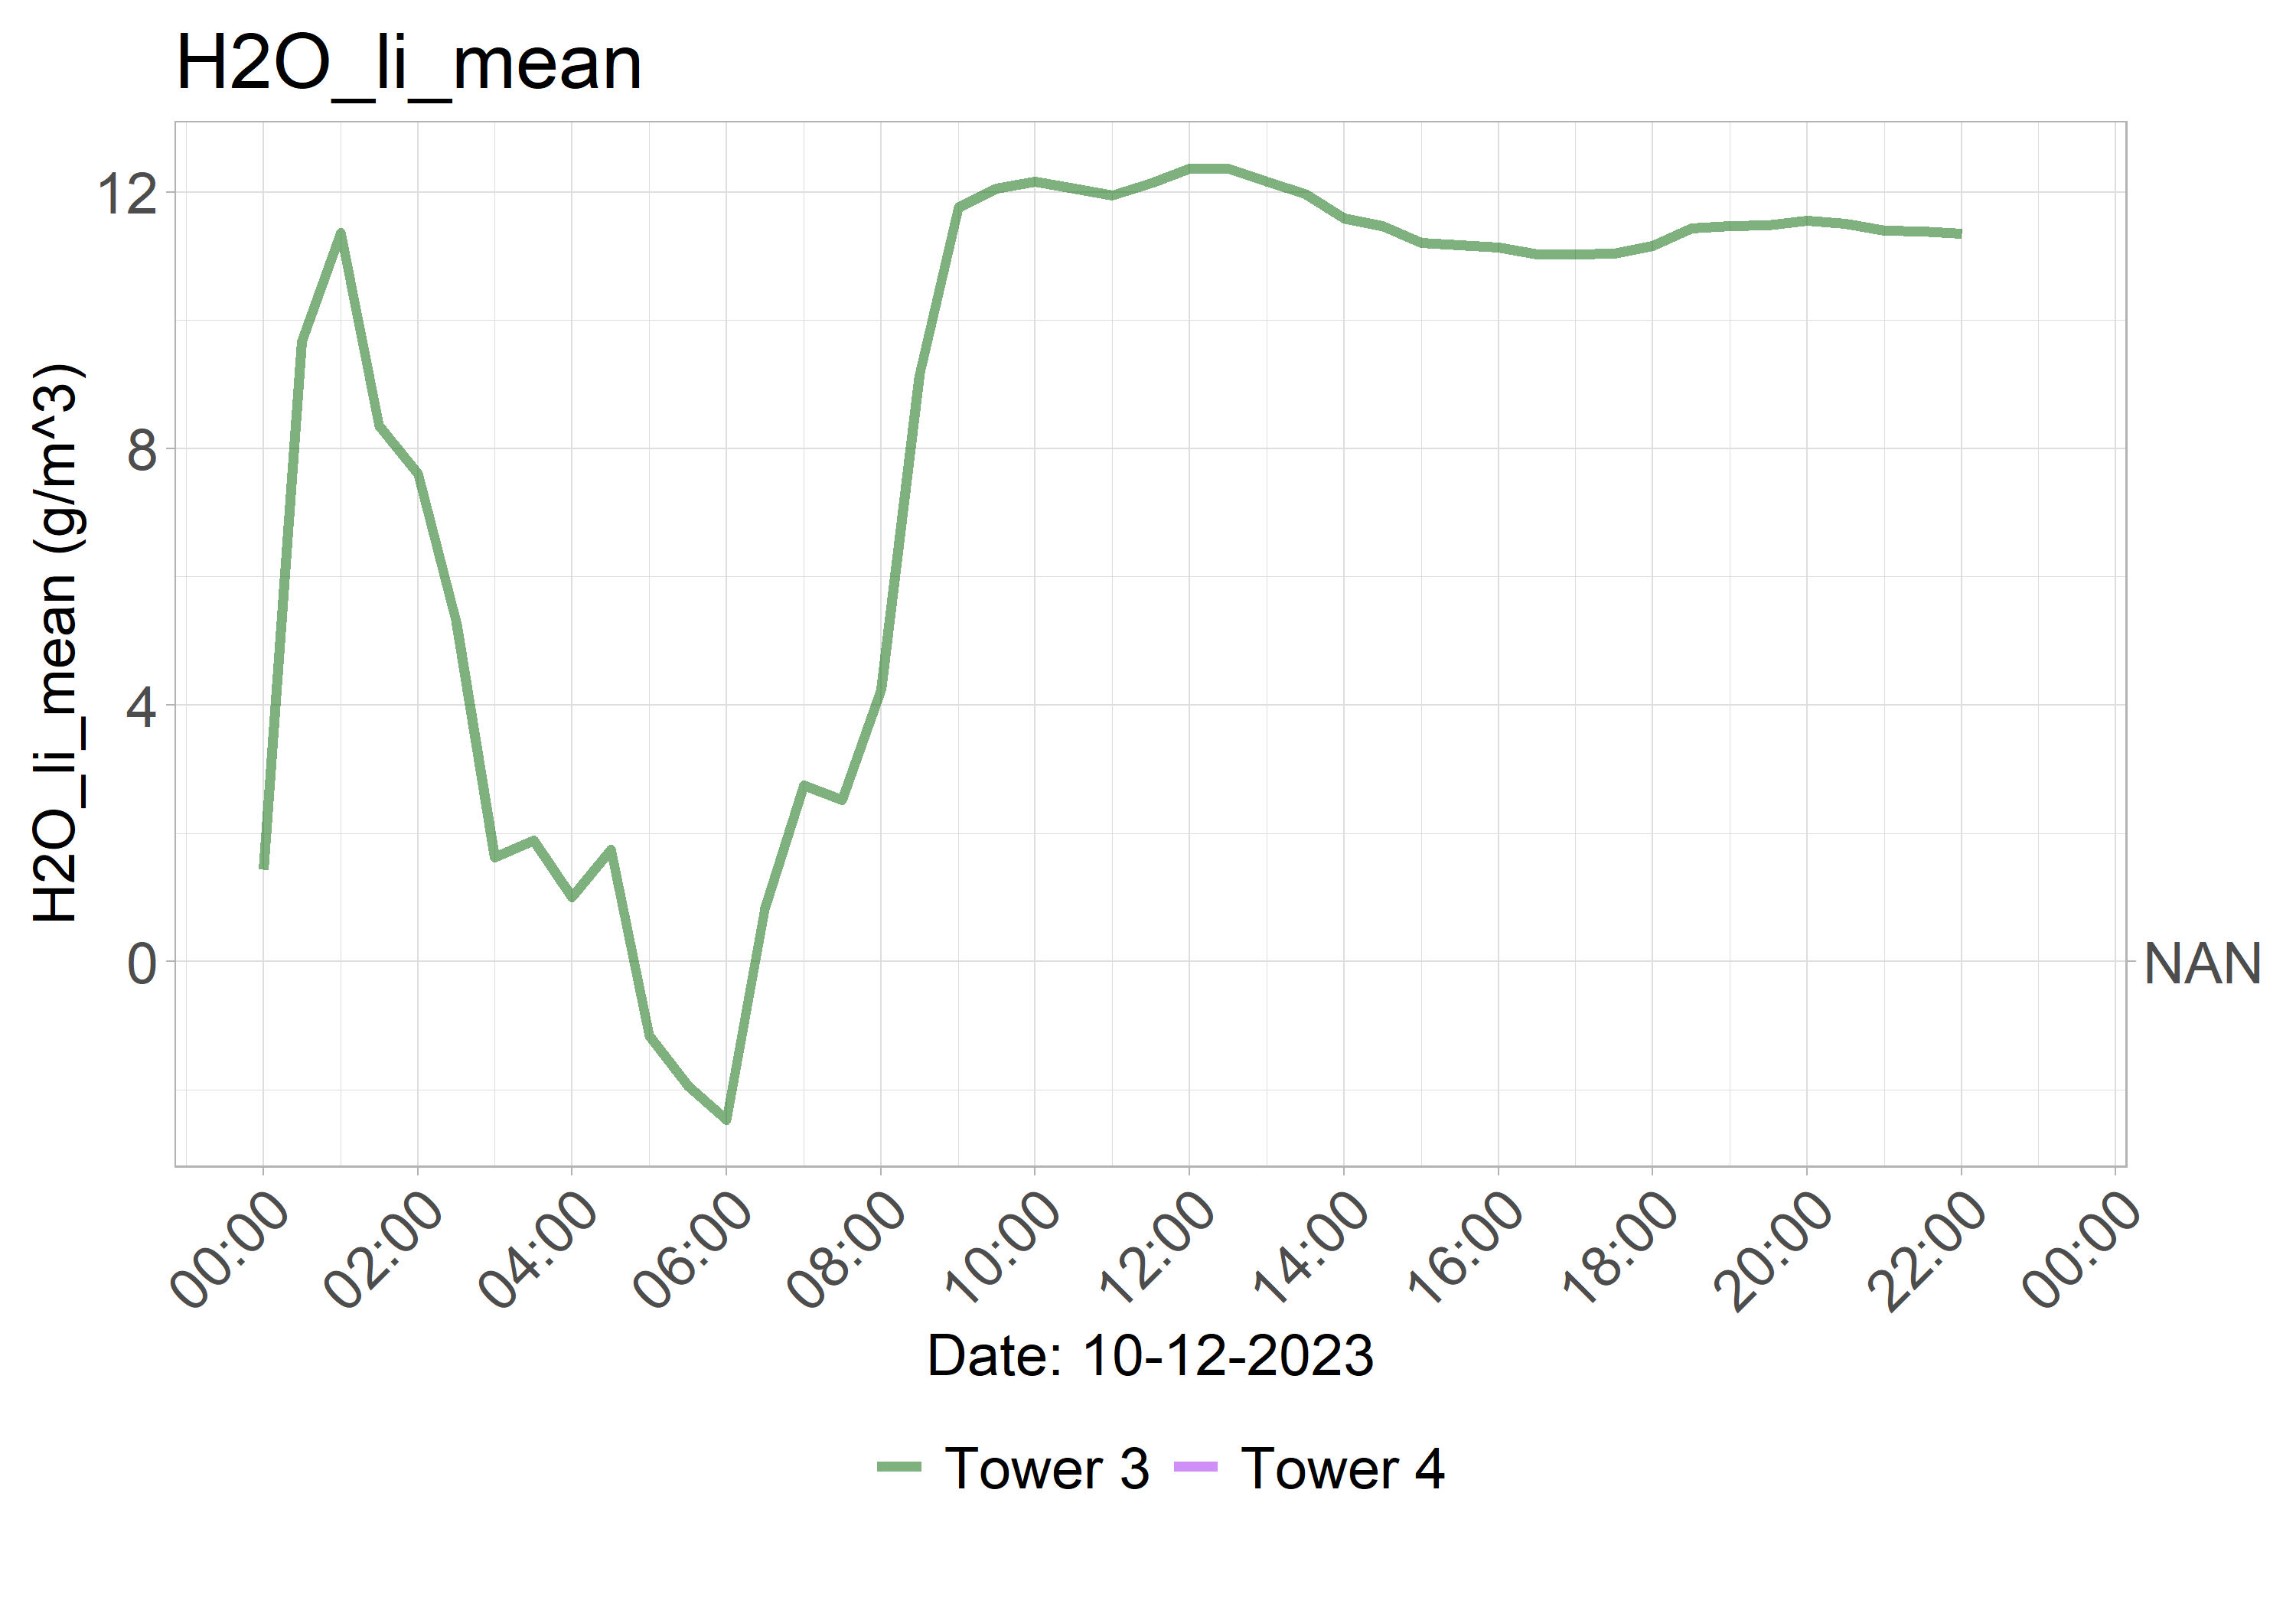 H2O_li_mean
H2O_li_mean (g/m^3)
12
8
4
0
NAN
00:00
02:00
04:00
06:00
08:00
10:00
12:00
14:00
16:00
18:00
20:00
22:00
00:00
Date: 10-12-2023
Tower 3
Tower 4